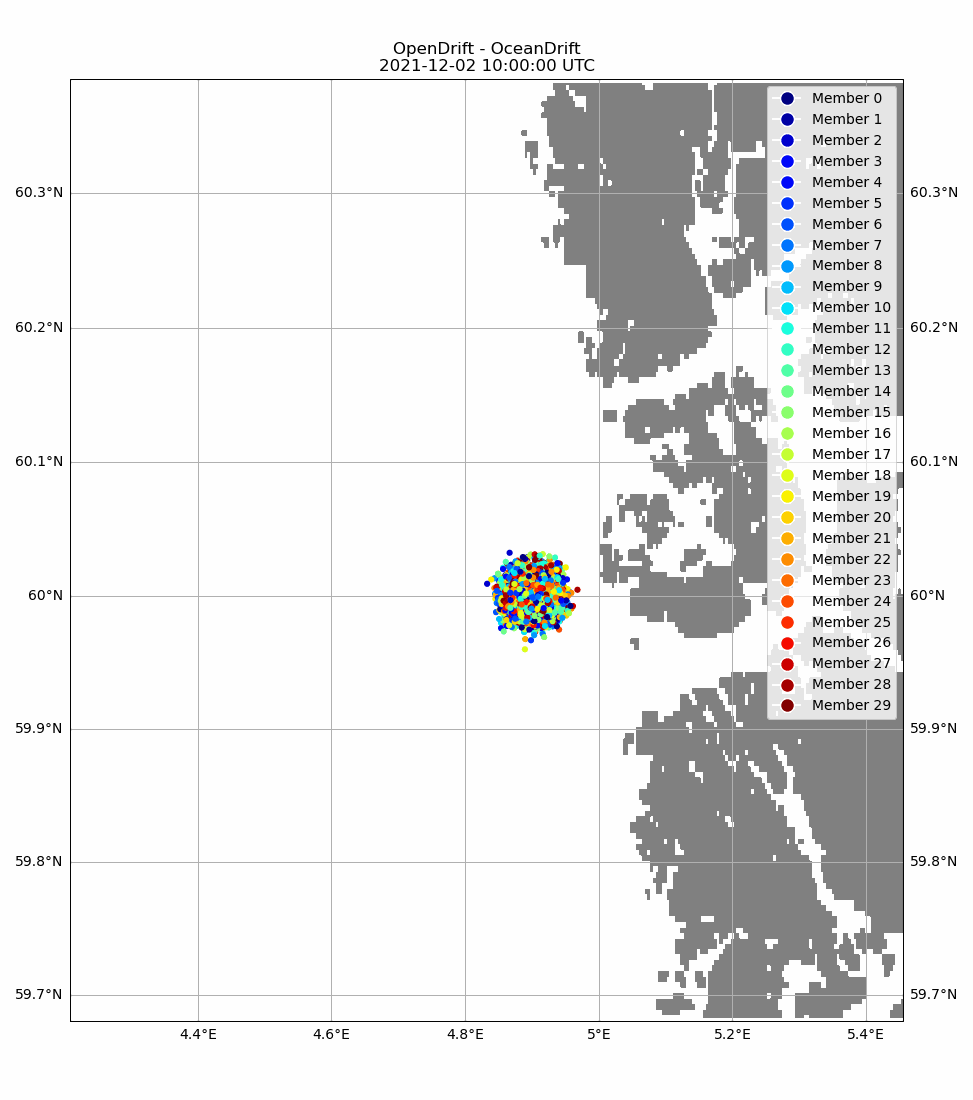 OpenDrift - OceanDrift
2021-12-02 10:00:00 UTC
Member 0
Member 1
Member 2
Member 3
Member 4
Member 5
Member 6
Member 7
Member 8
Member 9
Member 10
Member 11
Member 12
Member 13
Member 14
Member 15
Member 16
Member 17
Member 18
Member 19
Member 20
Member 21
Member 22
Member 23
Member 24
Member 25
Member 26
Member 27
Member 28
Member 29
60.3°N 60.3°N
60.2°N 60.2°N
60.1°N 60.1°N
60°N 60°N
59.9°N 59.9°N
59.8°N 59.8°N
59.7°N 59.7°N
4.4°E 4.6°E 4.8°E 5°E 5.2°E 5.4°E